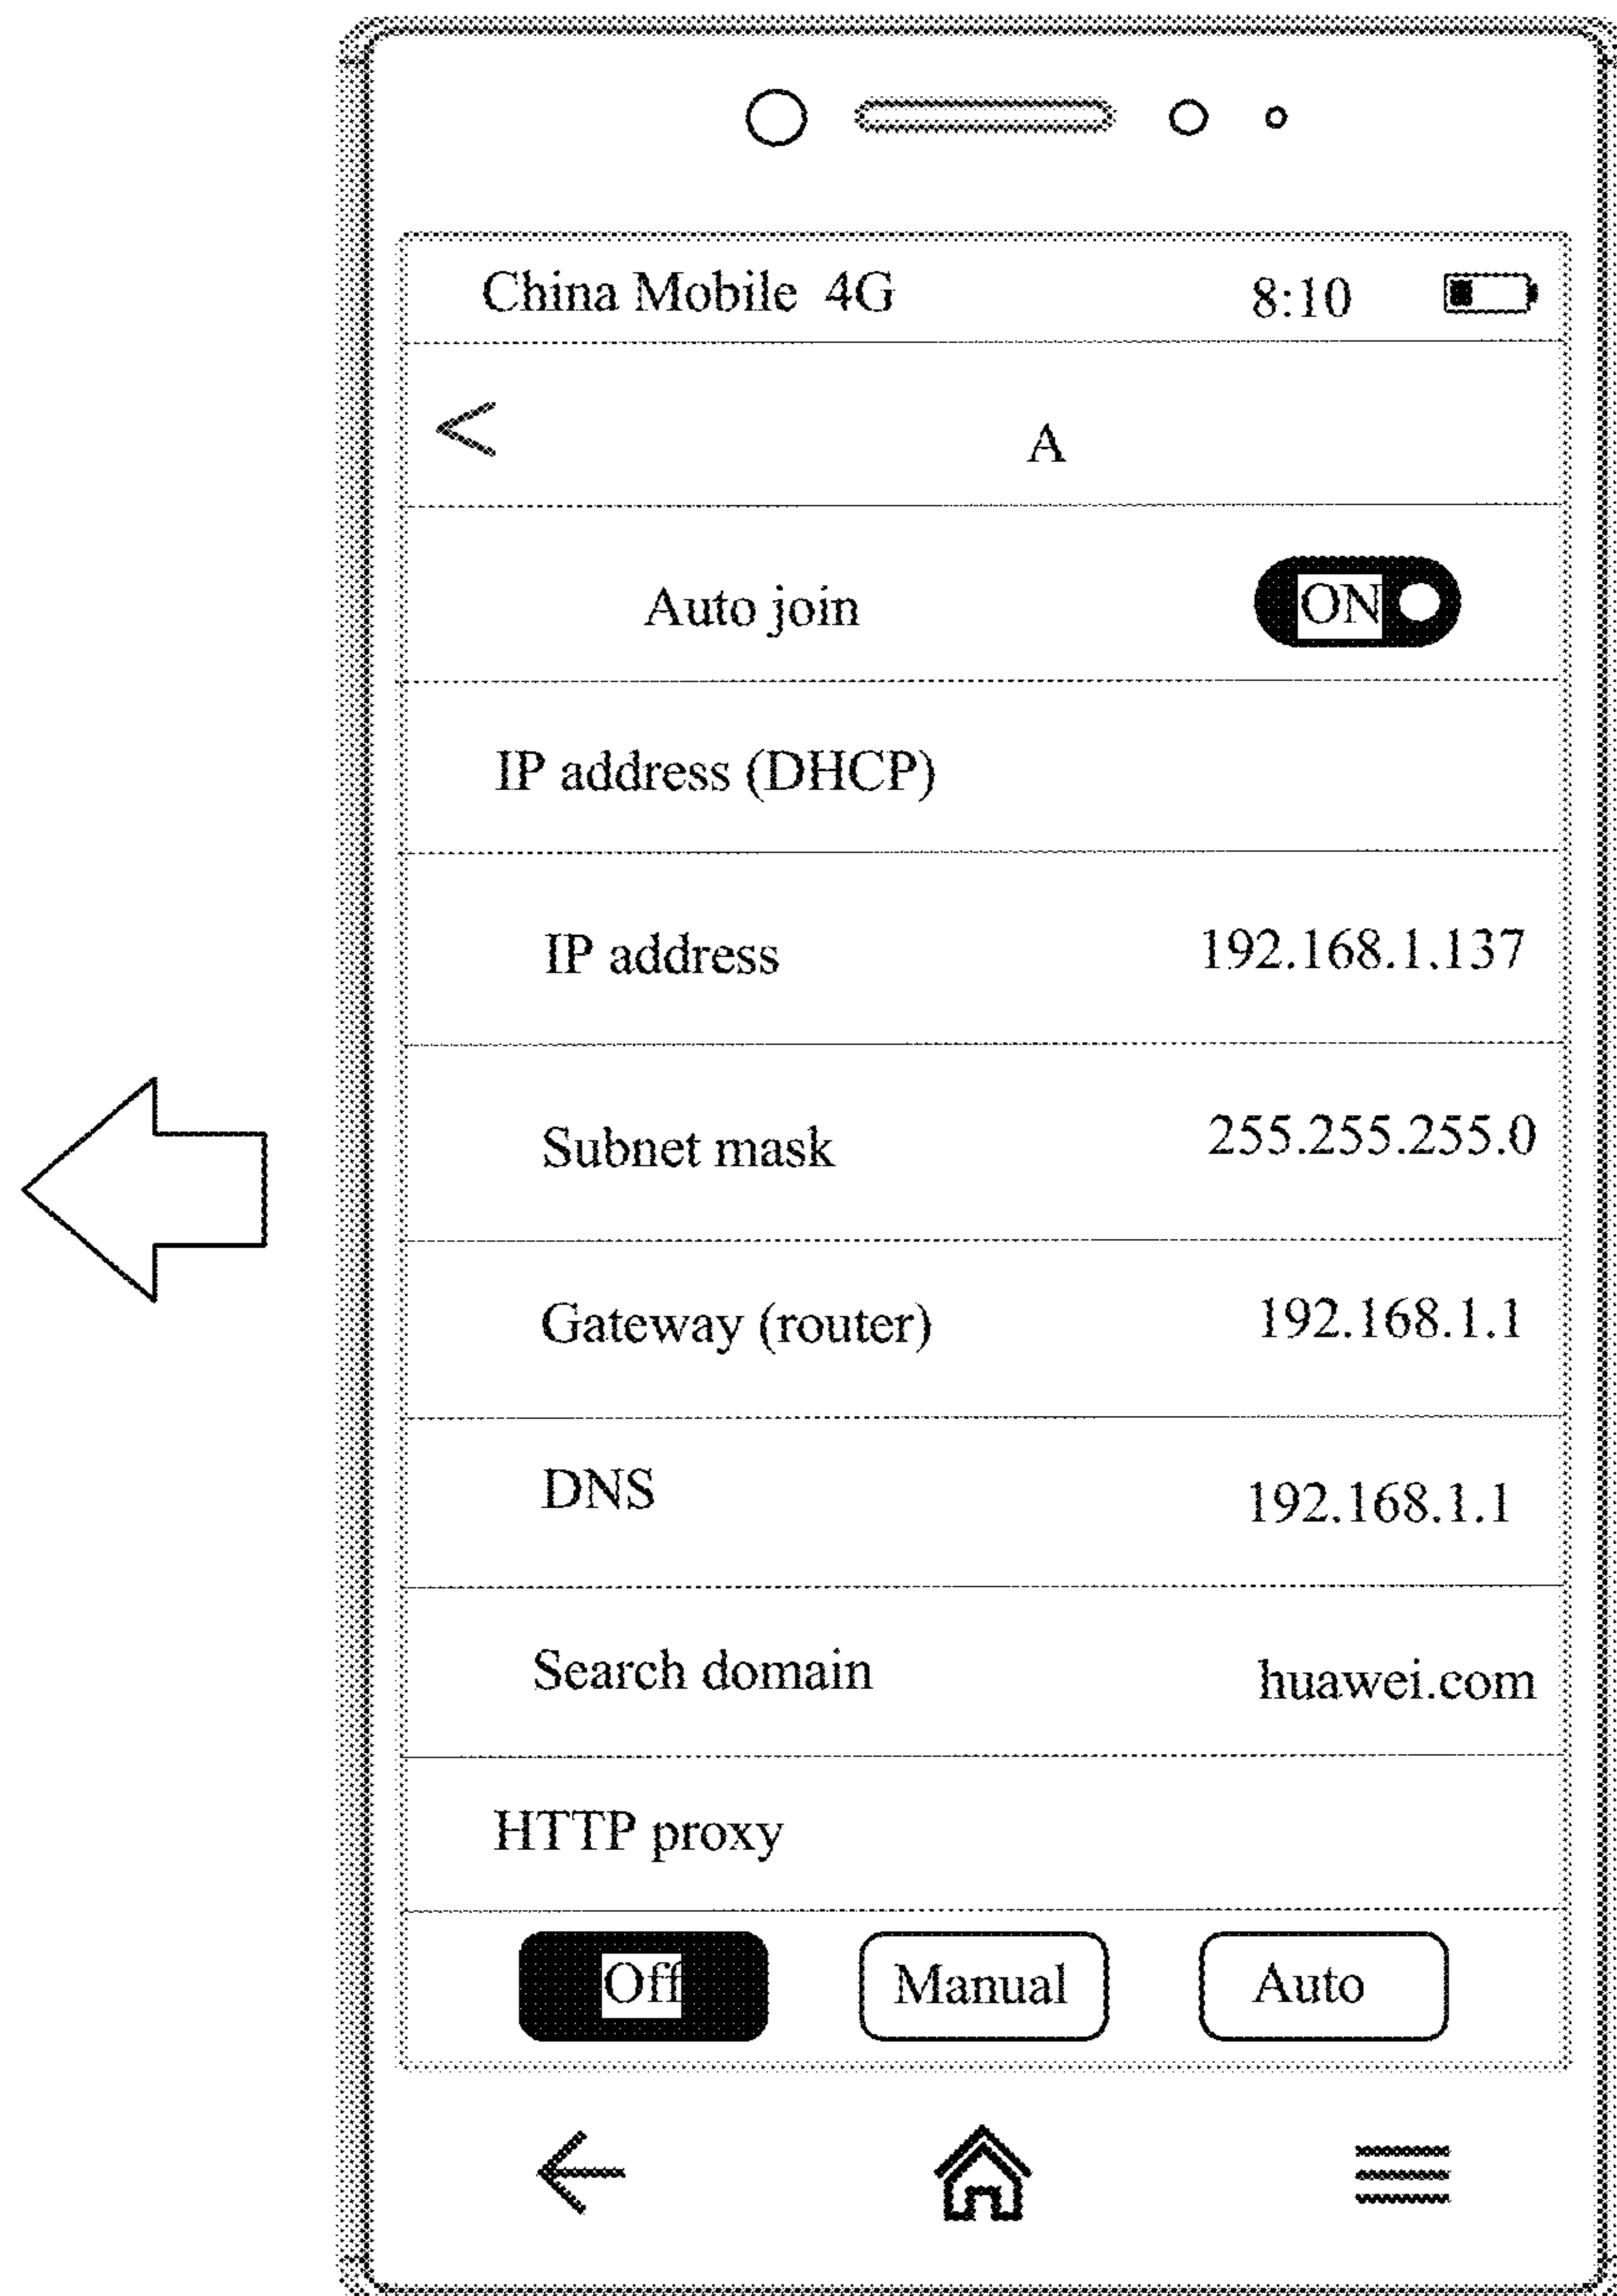 China Mobile 4G 8:10
A
Auto join ON
IP address (DHCP)
IP address 192.168.1.137
Subnet mask 255.255.255.0
Gateway (router) 192.168.1.1
DNS 192.168.1.1
Search domain huawei.com
HTTP proxy
Off Manual Auto